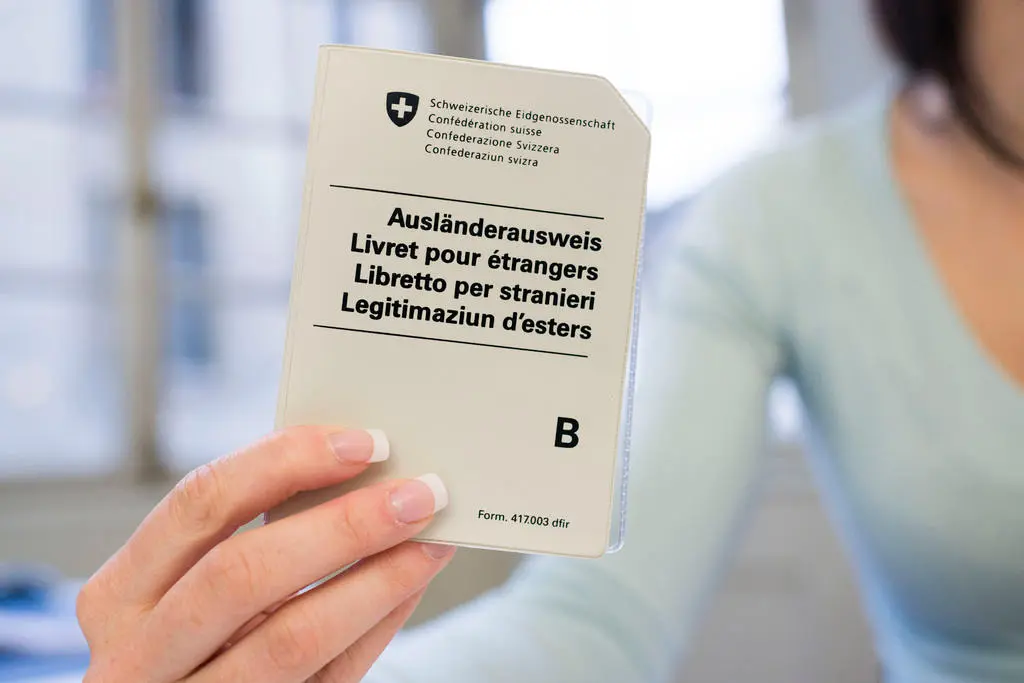 Schweizerische Eidgenossenschaft
Confédération suisse
Confederazione Svizzera
Confederaziun svizra
Ausländerausweis
Livret pour étrangers
Libretto per stranieri
Legitimaziun d'esters
B
Form. 417.003 dfir